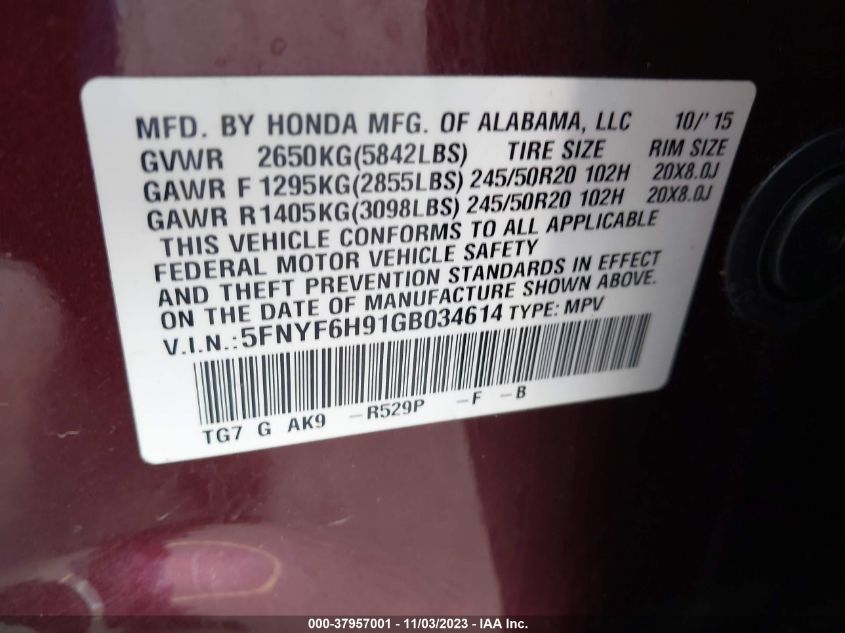 MFD. BY HONDA MFG. OF ALABAMA, LLC 10/' 15
GVWR 2650KG(5842LBS) TIRE SIZE RIM SIZE
GAWR F 1295KG(2855LBS) 245/50R20 102H 20X8.0J
GAWR R1405KG(3098LBS) 245/50R20 102H 20X8.0J
THIS VEHICLE CONFORMS TO ALL APPLICABLE
FEDERAL MOTOR VEHICLE SAFETY
AND THEFT PREVENTION STANDARDS IN EFFECT
ON THE DATE OF MANUFACTURE SHOWN ABOVE.
V.I.N.:5FNYF6H91GB034614 TYPE: MPV
TG7 G AK9 –R529P –F –B
000-37957001 - 11/03/2023 - IAA Inc.